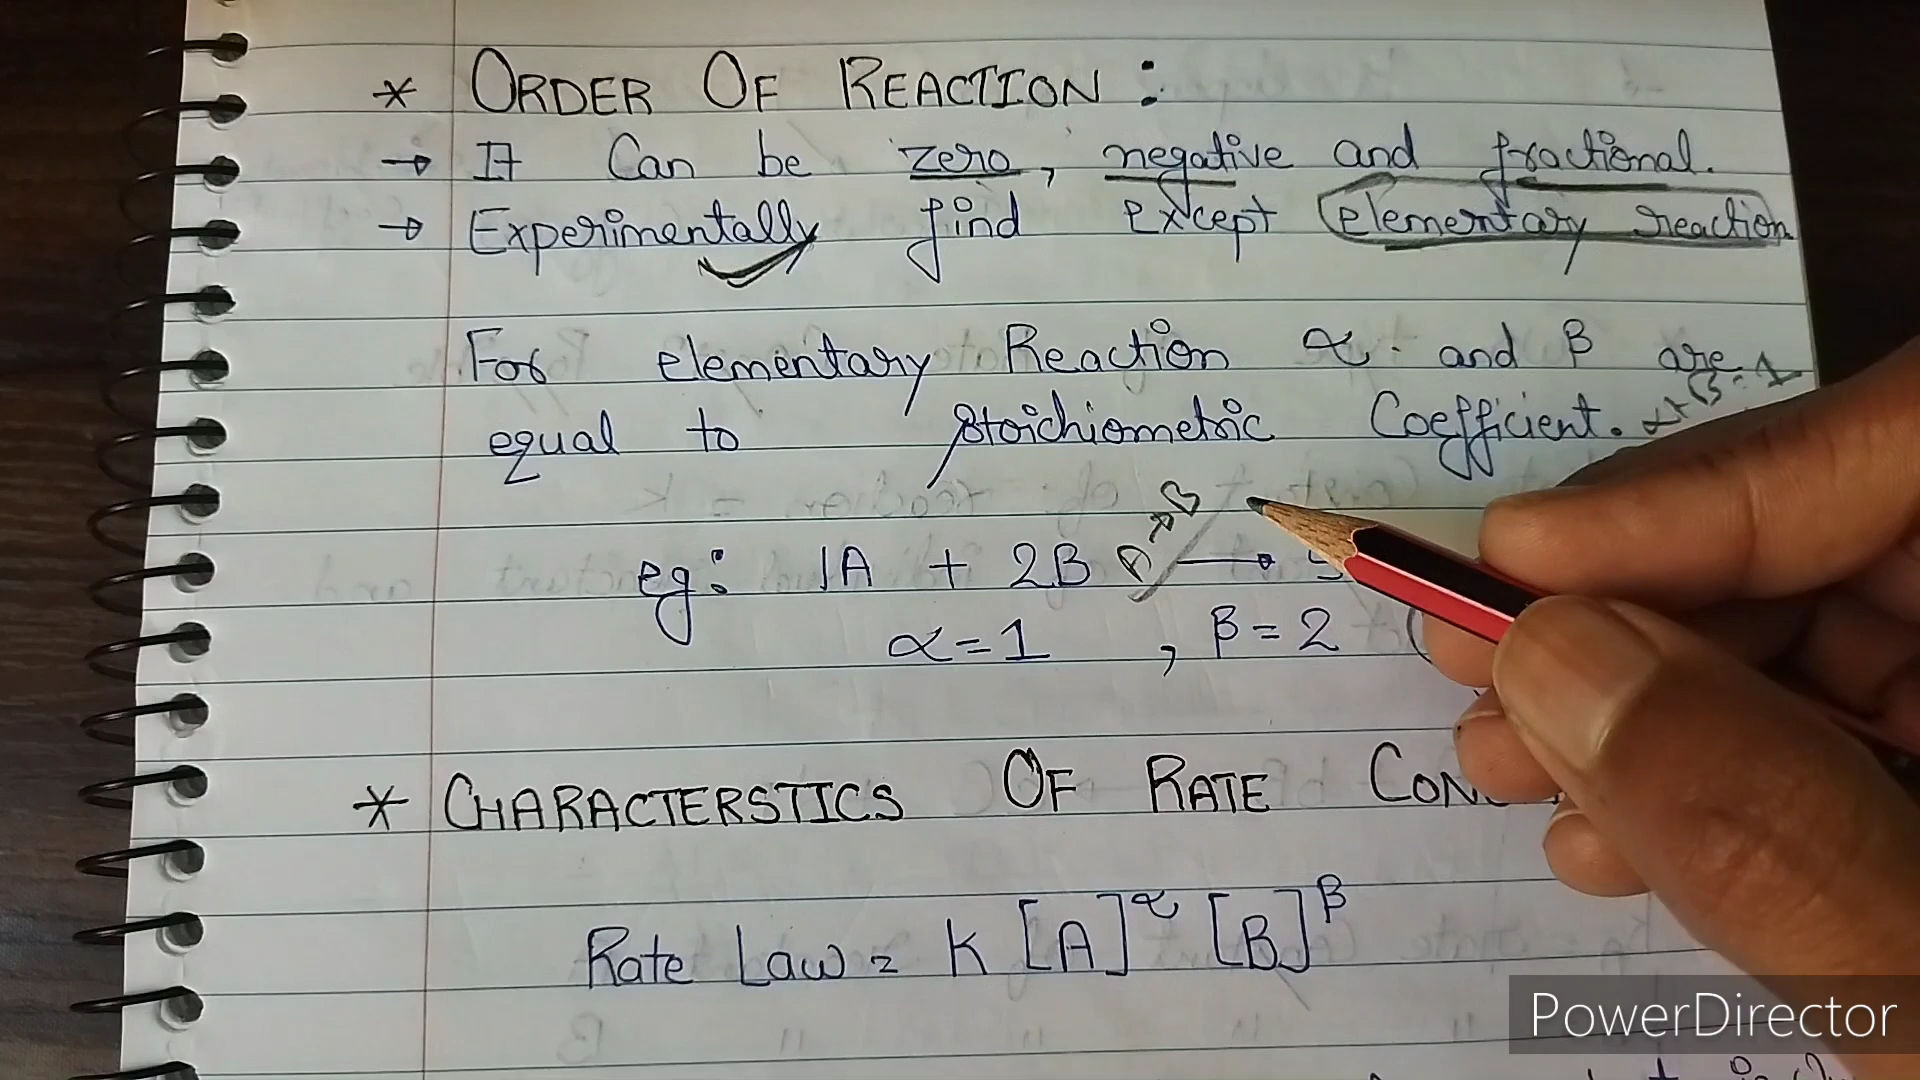 * ORDER OF REACTION :
→ It Can be zero, negative and fractional.
→ Experimentally find except elementary reaction
For elementary Reaction α and β are
equal to stoichiometric Coefficient.
eg: 1A + 2B →
α=1 , β=2
* CHARACTERSTICS OF RATE
Rate Law = K [A]^α [B]^β
PowerDirector